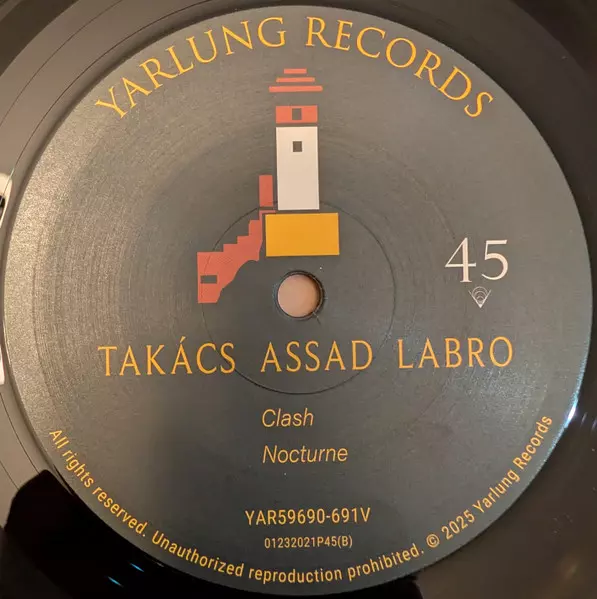 YARLUNG RECORDS
45
TAKÁCS ASSAD LABRO
Clash
Nocturne
YAR59690-691V
01232021P45(B)
All rights reserved. Unauthorized reproduction prohibited. © 2025 Yarlung Records